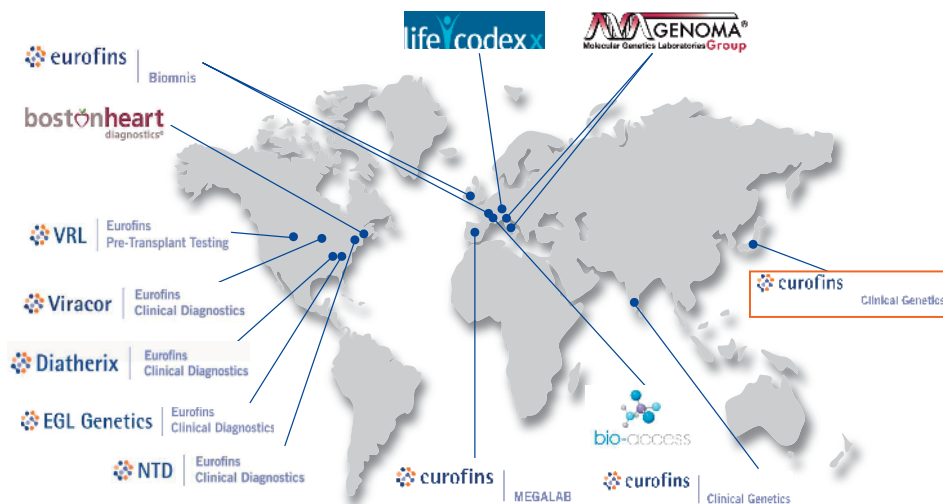 lifecodexx
GENOMA®
Molecular Genetics Laboratories Group
eurofins
Biomnis
bostonheart
diagnostics®
VRL
Eurofins
Pre-Transplant Testing
eurofins
Clinical Genetics
Viracor
Eurofins
Clinical Diagnostics
Diatherix
Eurofins
Clinical Diagnostics
EGL Genetics
Eurofins
Clinical Diagnostics
bio-access
NTD
Eurofins
Clinical Diagnostics
eurofins
MEGALAB
eurofins
Clinical Genetics